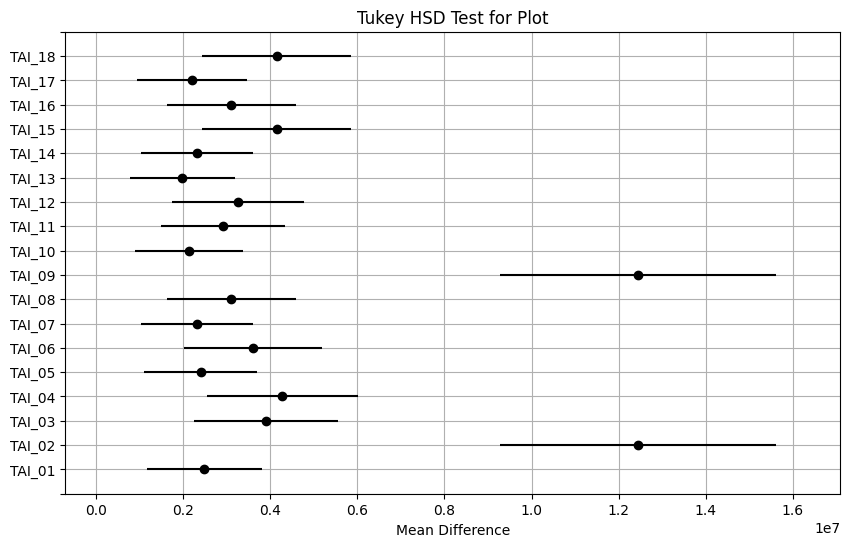 Tukey HSD Test for Plot
TAI_18
TAI_17
TAI_16
TAI_15
TAI_14
TAI_13
TAI_12
TAI_11
TAI_10
TAI_09
TAI_08
TAI_07
TAI_06
TAI_05
TAI_04
TAI_03
TAI_02
TAI_01
0.0 0.2 0.4 0.6 0.8 1.0 1.2 1.4 1.6
1e7
Mean Difference